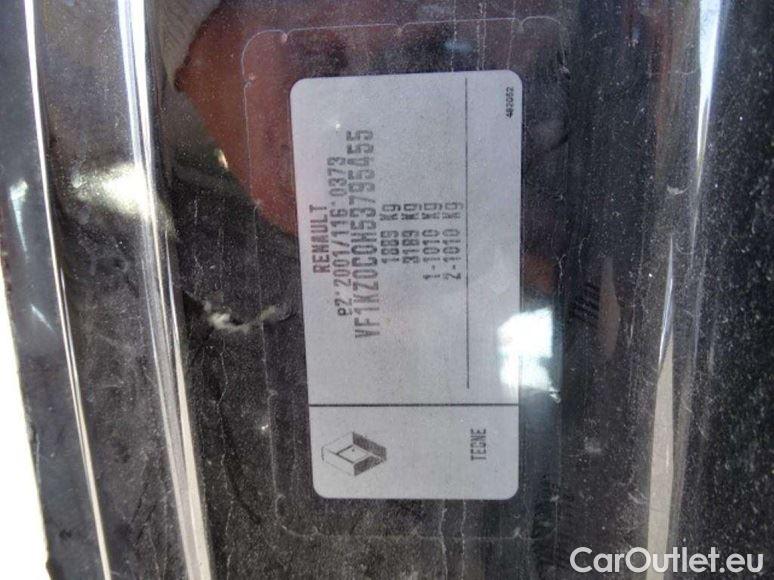 RENAULT
e2*2001/116*0373
VF1KZ0C0H53795455
1889 Kg
3189 Kg
1-1010 Kg
2-1010 Kg
TECNE
482052
CarOutlet.eu